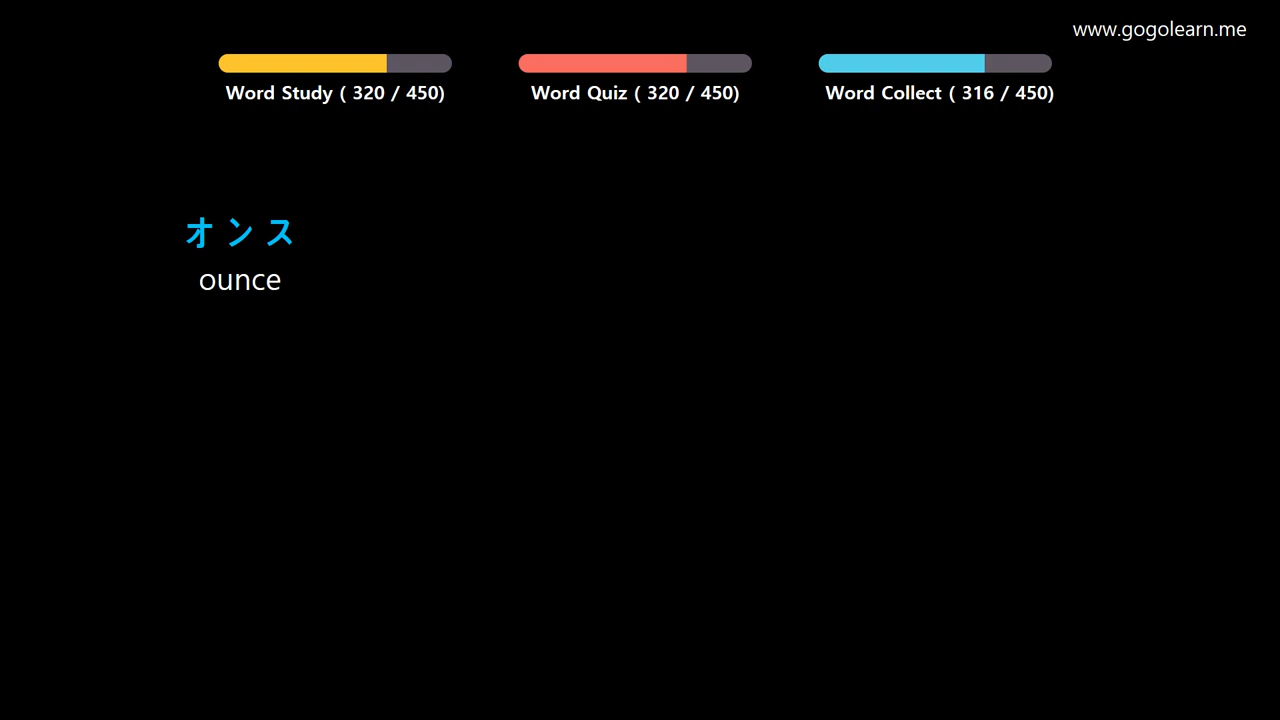 www.gogolearn.me
Word Study ( 320 / 450)
Word Quiz ( 320 / 450)
Word Collect ( 316 / 450)
オンス
ounce